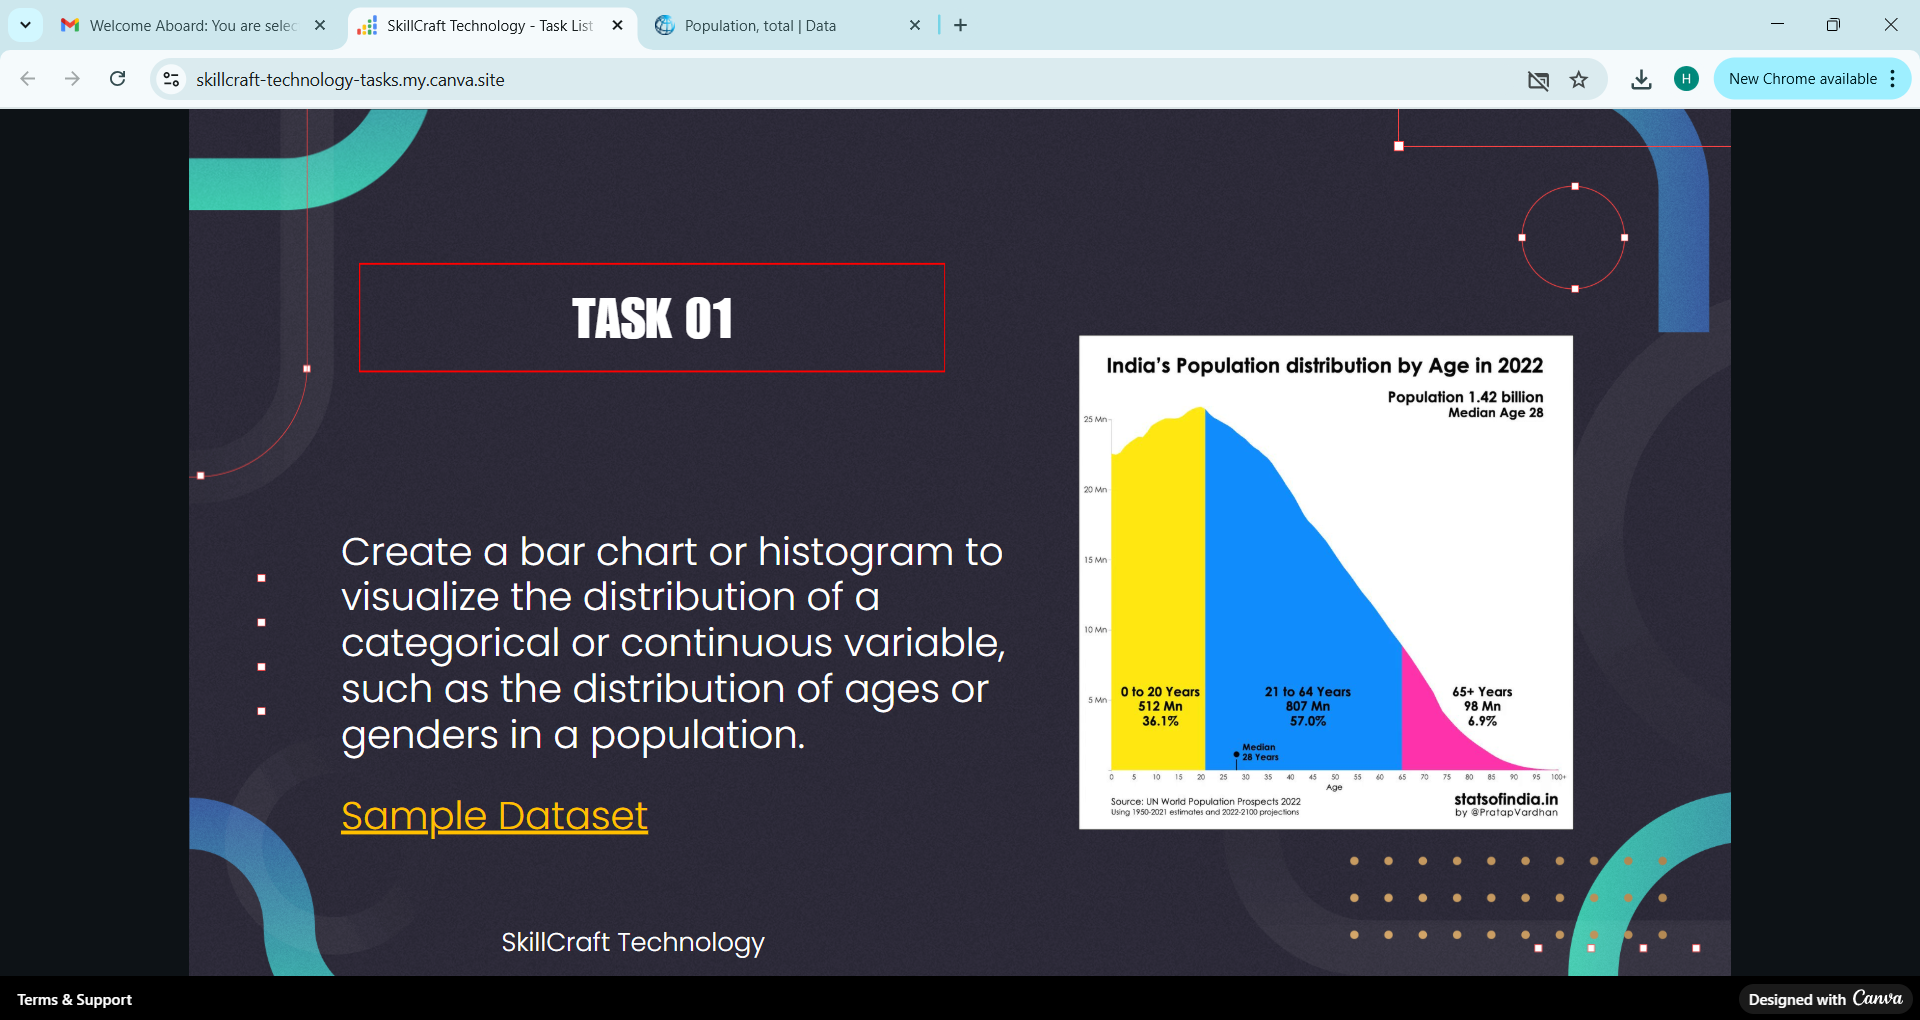 Welcome Aboard: You are selec
SkillCraft Technology - Task List
Population, total | Data
skillcraft-technology-tasks.my.canva.site
H
New Chrome available
TASK 01
Create a bar chart or histogram to
visualize the distribution of a
categorical or continuous variable,
such as the distribution of ages or
genders in a population.
Sample Dataset
SkillCraft Technology
India's Population distribution by Age in 2022
Population 1.42 billion
Median Age 28
25 Mn
20 Mn
15 Mn
10 Mn
5 Mn
0 to 20 Years
512 Mn
36.1%
21 to 64 Years
807 Mn
57.0%
65+ Years
98 Mn
6.9%
Median
28 Years
0 5 10 15 20 25 30 35 40 45 50 55 60 65 70 75 80 85 90 95 100+
Age
Source: UN World Population Prospects 2022
Using 1950-2021 estimates and 2022-2100 projections
statsofindia.in
by @PratapVardhan
Terms & Support
Designed with Canva